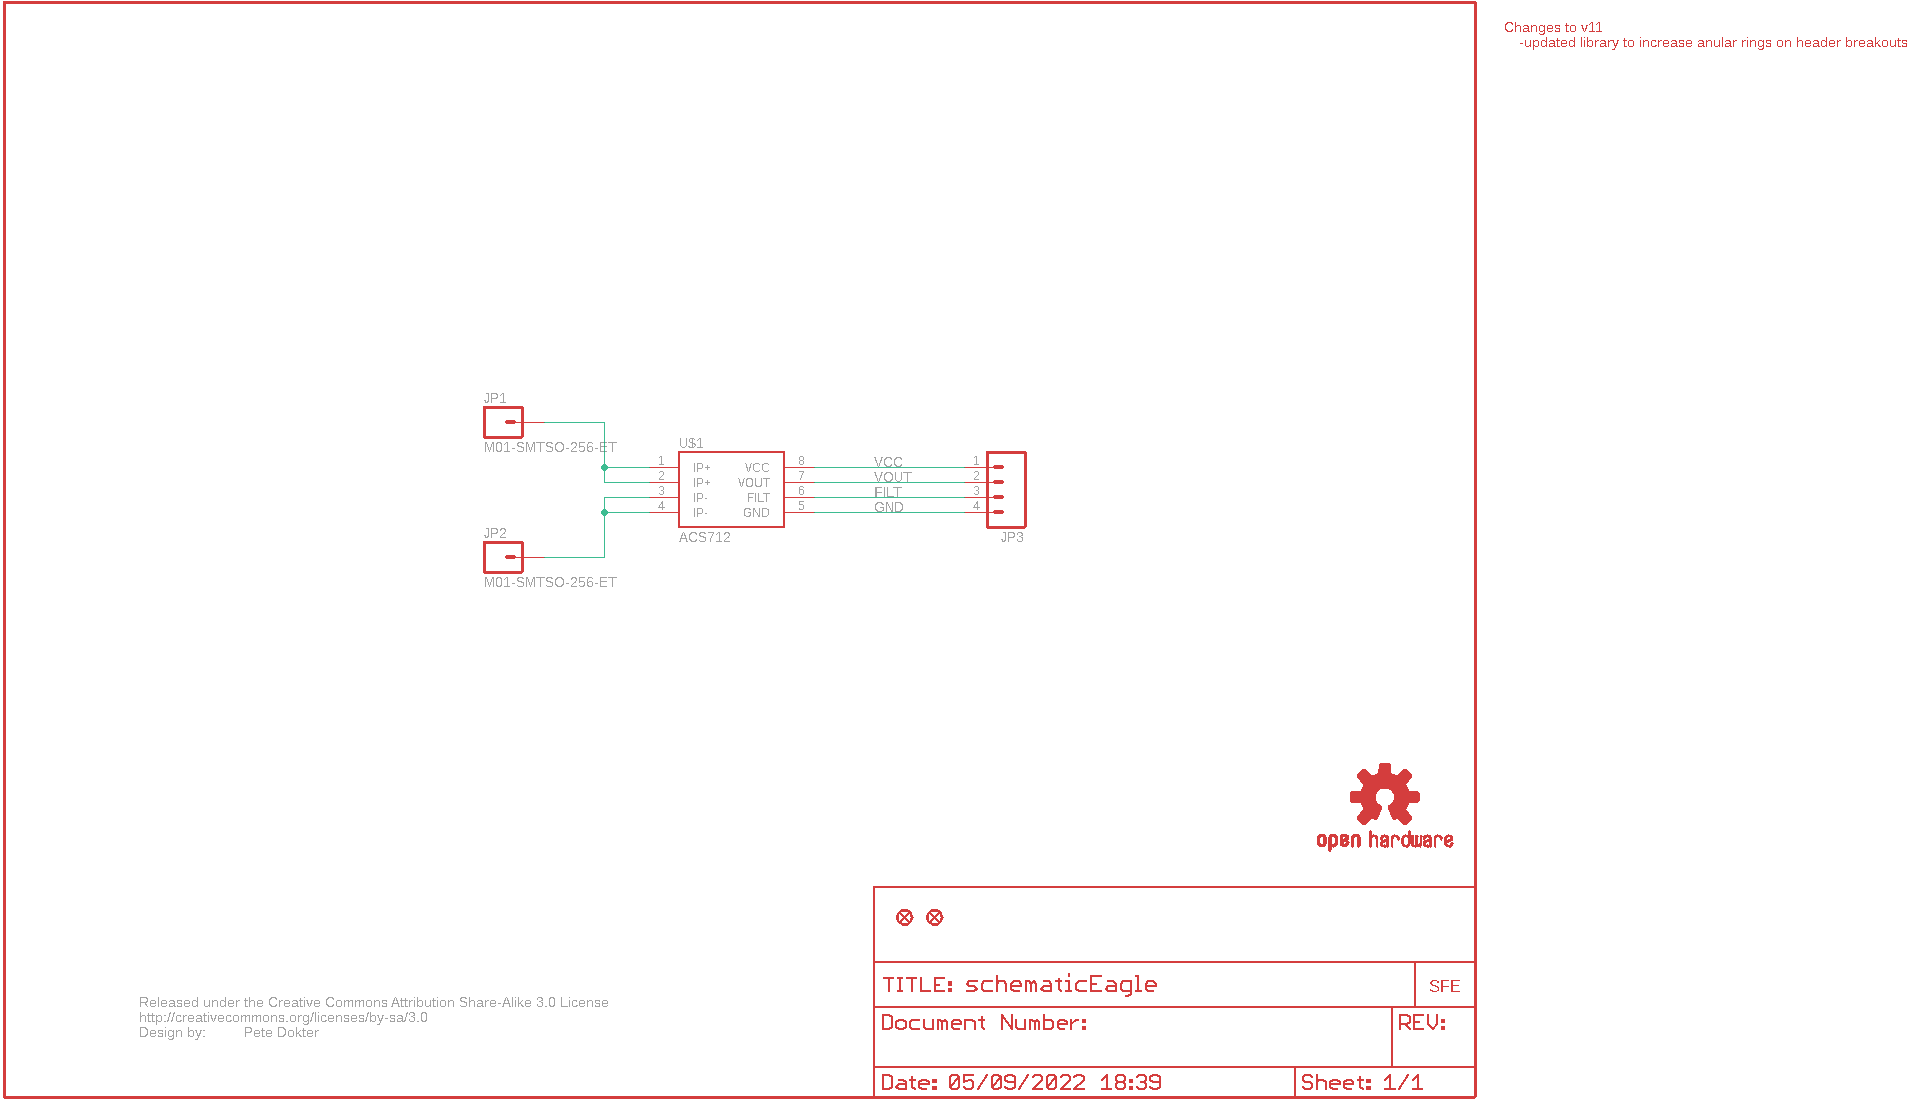 Changes to v11
-updated library to increase anular rings on header breakouts
JP1
M01-SMTSO-256-ET
JP2
M01-SMTSO-256-ET
U$1
1 IP+ VCC 8
2 IP+ VOUT 7
3 IP- FILT 6
4 IP- GND 5
ACS712
VCC 1
VOUT 2
FILT 3
GND 4
JP3
open hardware
TITLE: schematicEagle
SFE
Document Number:
REV:
Date: 05/09/2022 18:39
Sheet: 1/1
Released under the Creative Commons Attribution Share-Alike 3.0 License
http://creativecommons.org/licenses/by-sa/3.0
Design by: Pete Dokter